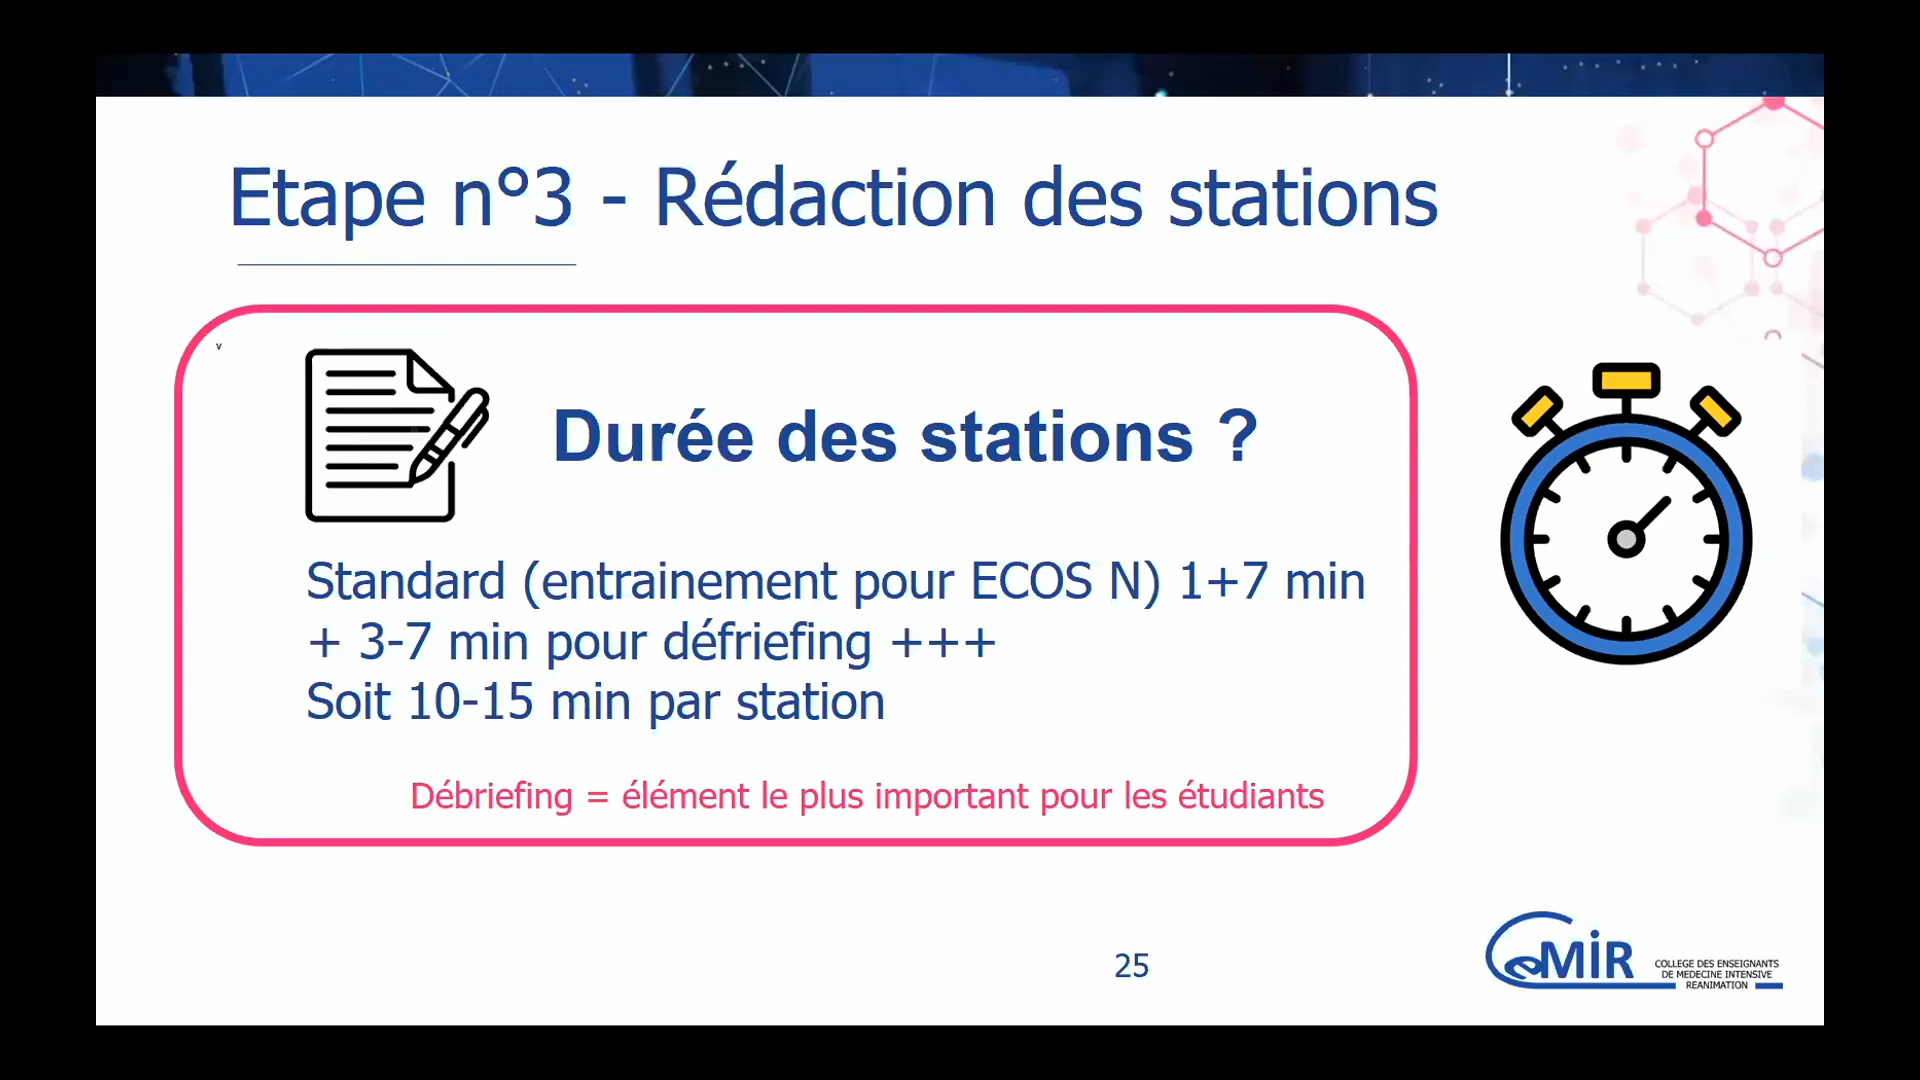 Etape n°3 - Rédaction des stations
v
Durée des stations ?
Standard (entrainement pour ECOS N) 1+7 min
+ 3-7 min pour défriefing +++
Soit 10-15 min par station
Débriefing = élément le plus important pour les étudiants
25
CeMiR
COLLEGE DES ENSEIGNANTS
DE MEDECINE INTENSIVE
REANIMATION